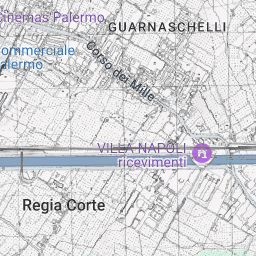 Cinemas Palermo
GUARNASCHELLI
Commerciale
Palermo
Corso dei Mille
VILLA NAPOLI
ricevimenti
Regia Corte